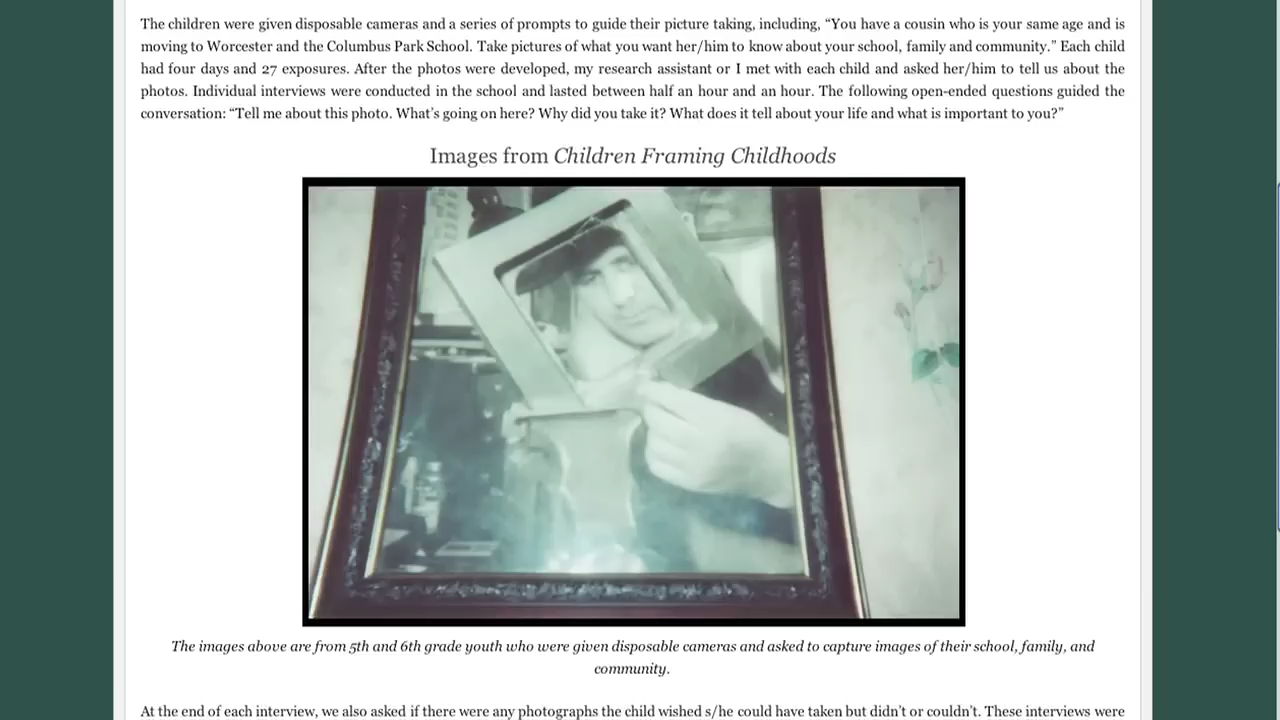 The children were given disposable cameras and a series of prompts to guide their picture taking, including, “You have a cousin who is your same age and is
moving to Worcester and the Columbus Park School. Take pictures of what you want her/him to know about your school, family and community.” Each child
had four days and 27 exposures. After the photos were developed, my research assistant or I met with each child and asked her/him to tell us about the
photos. Individual interviews were conducted in the school and lasted between half an hour and an hour. The following open-ended questions guided the
conversation: “Tell me about this photo. What’s going on here? Why did you take it? What does it tell about your life and what is important to you?”
Images from Children Framing Childhoods
The images above are from 5th and 6th grade youth who were given disposable cameras and asked to capture images of their school, family, and
community.
At the end of each interview, we also asked if there were any photographs the child wished s/he could have taken but didn’t or couldn’t. These interviews were